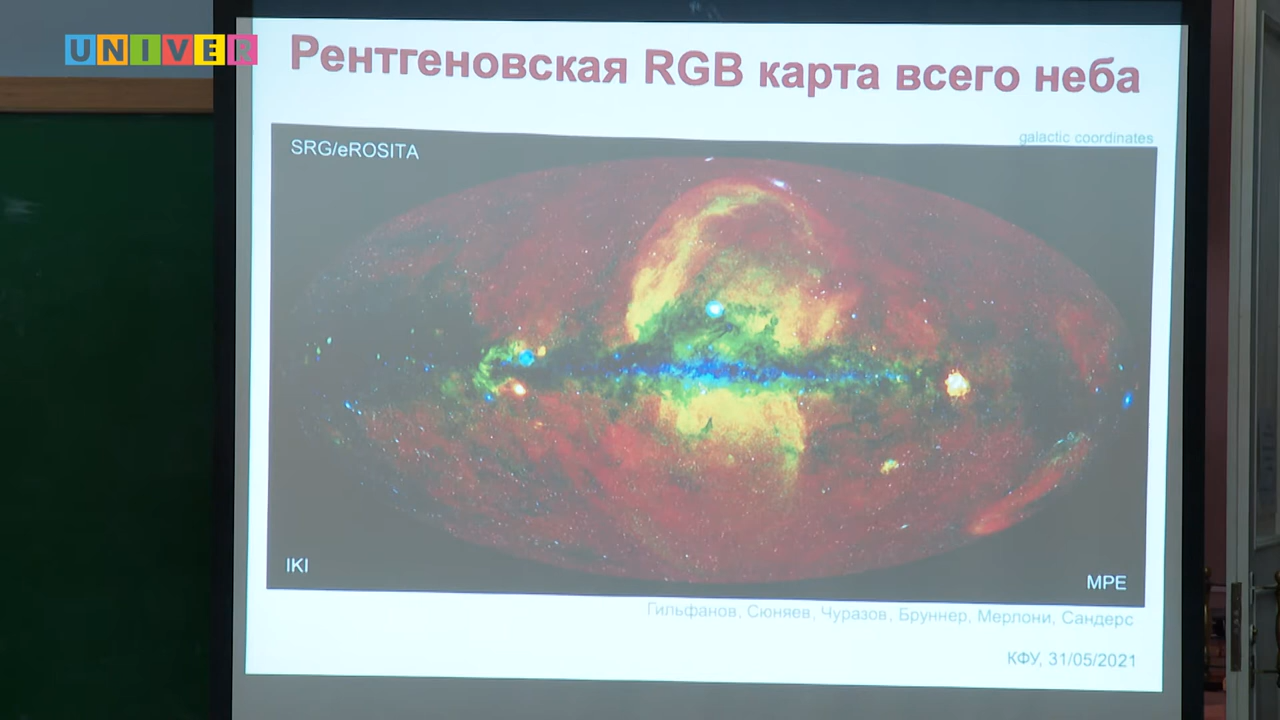 UNIVER
Рентгеновская RGB карта всего неба
galactic coordinates
SRG/eROSITA
IKI
MPE
Гильфанов, Сюняев, Чуразов, Бруннер, Мерлони, Сандерс
КФУ, 31/05/2021